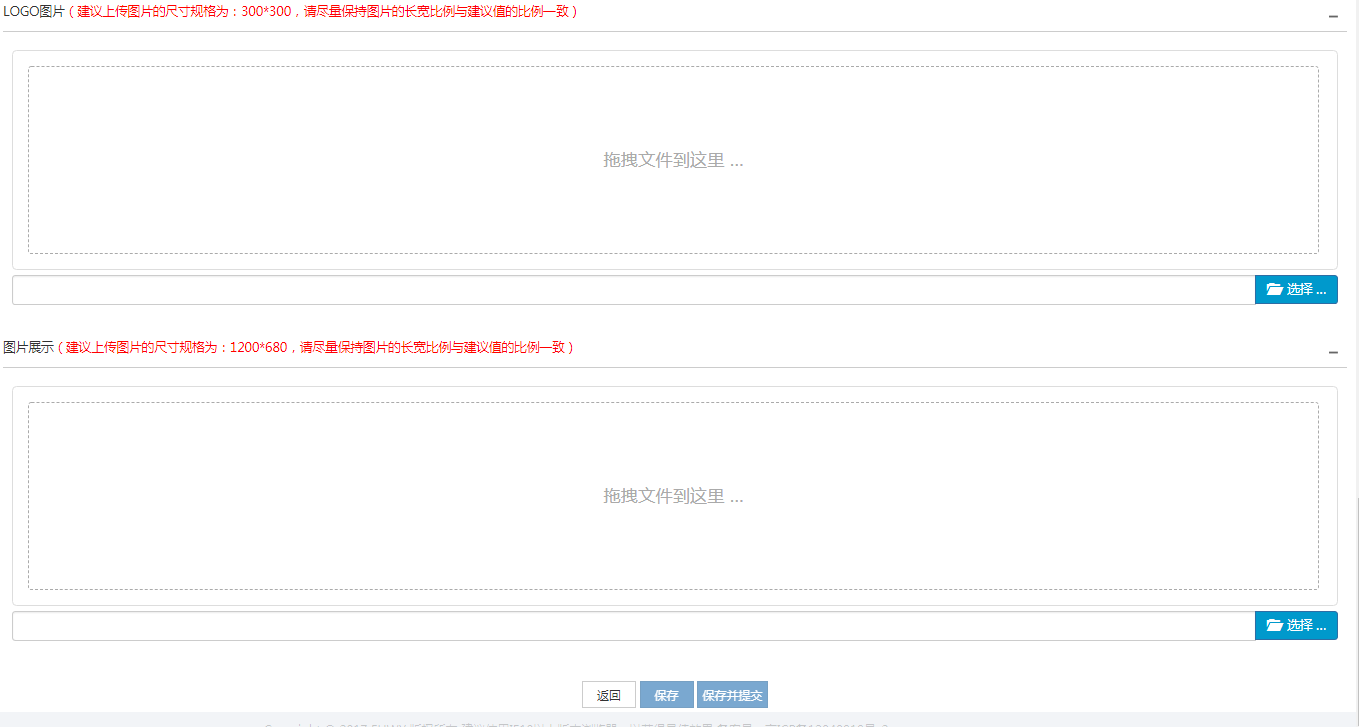 LOGO图片（建议上传图片的尺寸规格为：300*300，请尽量保持图片的长宽比例与建议值的比例一致）
拖拽文件到这里 ...
选择 ...
图片展示（建议上传图片的尺寸规格为：1200*680，请尽量保持图片的长宽比例与建议值的比例一致）
拖拽文件到这里 ...
选择 ...
返回 保存 保存并提交